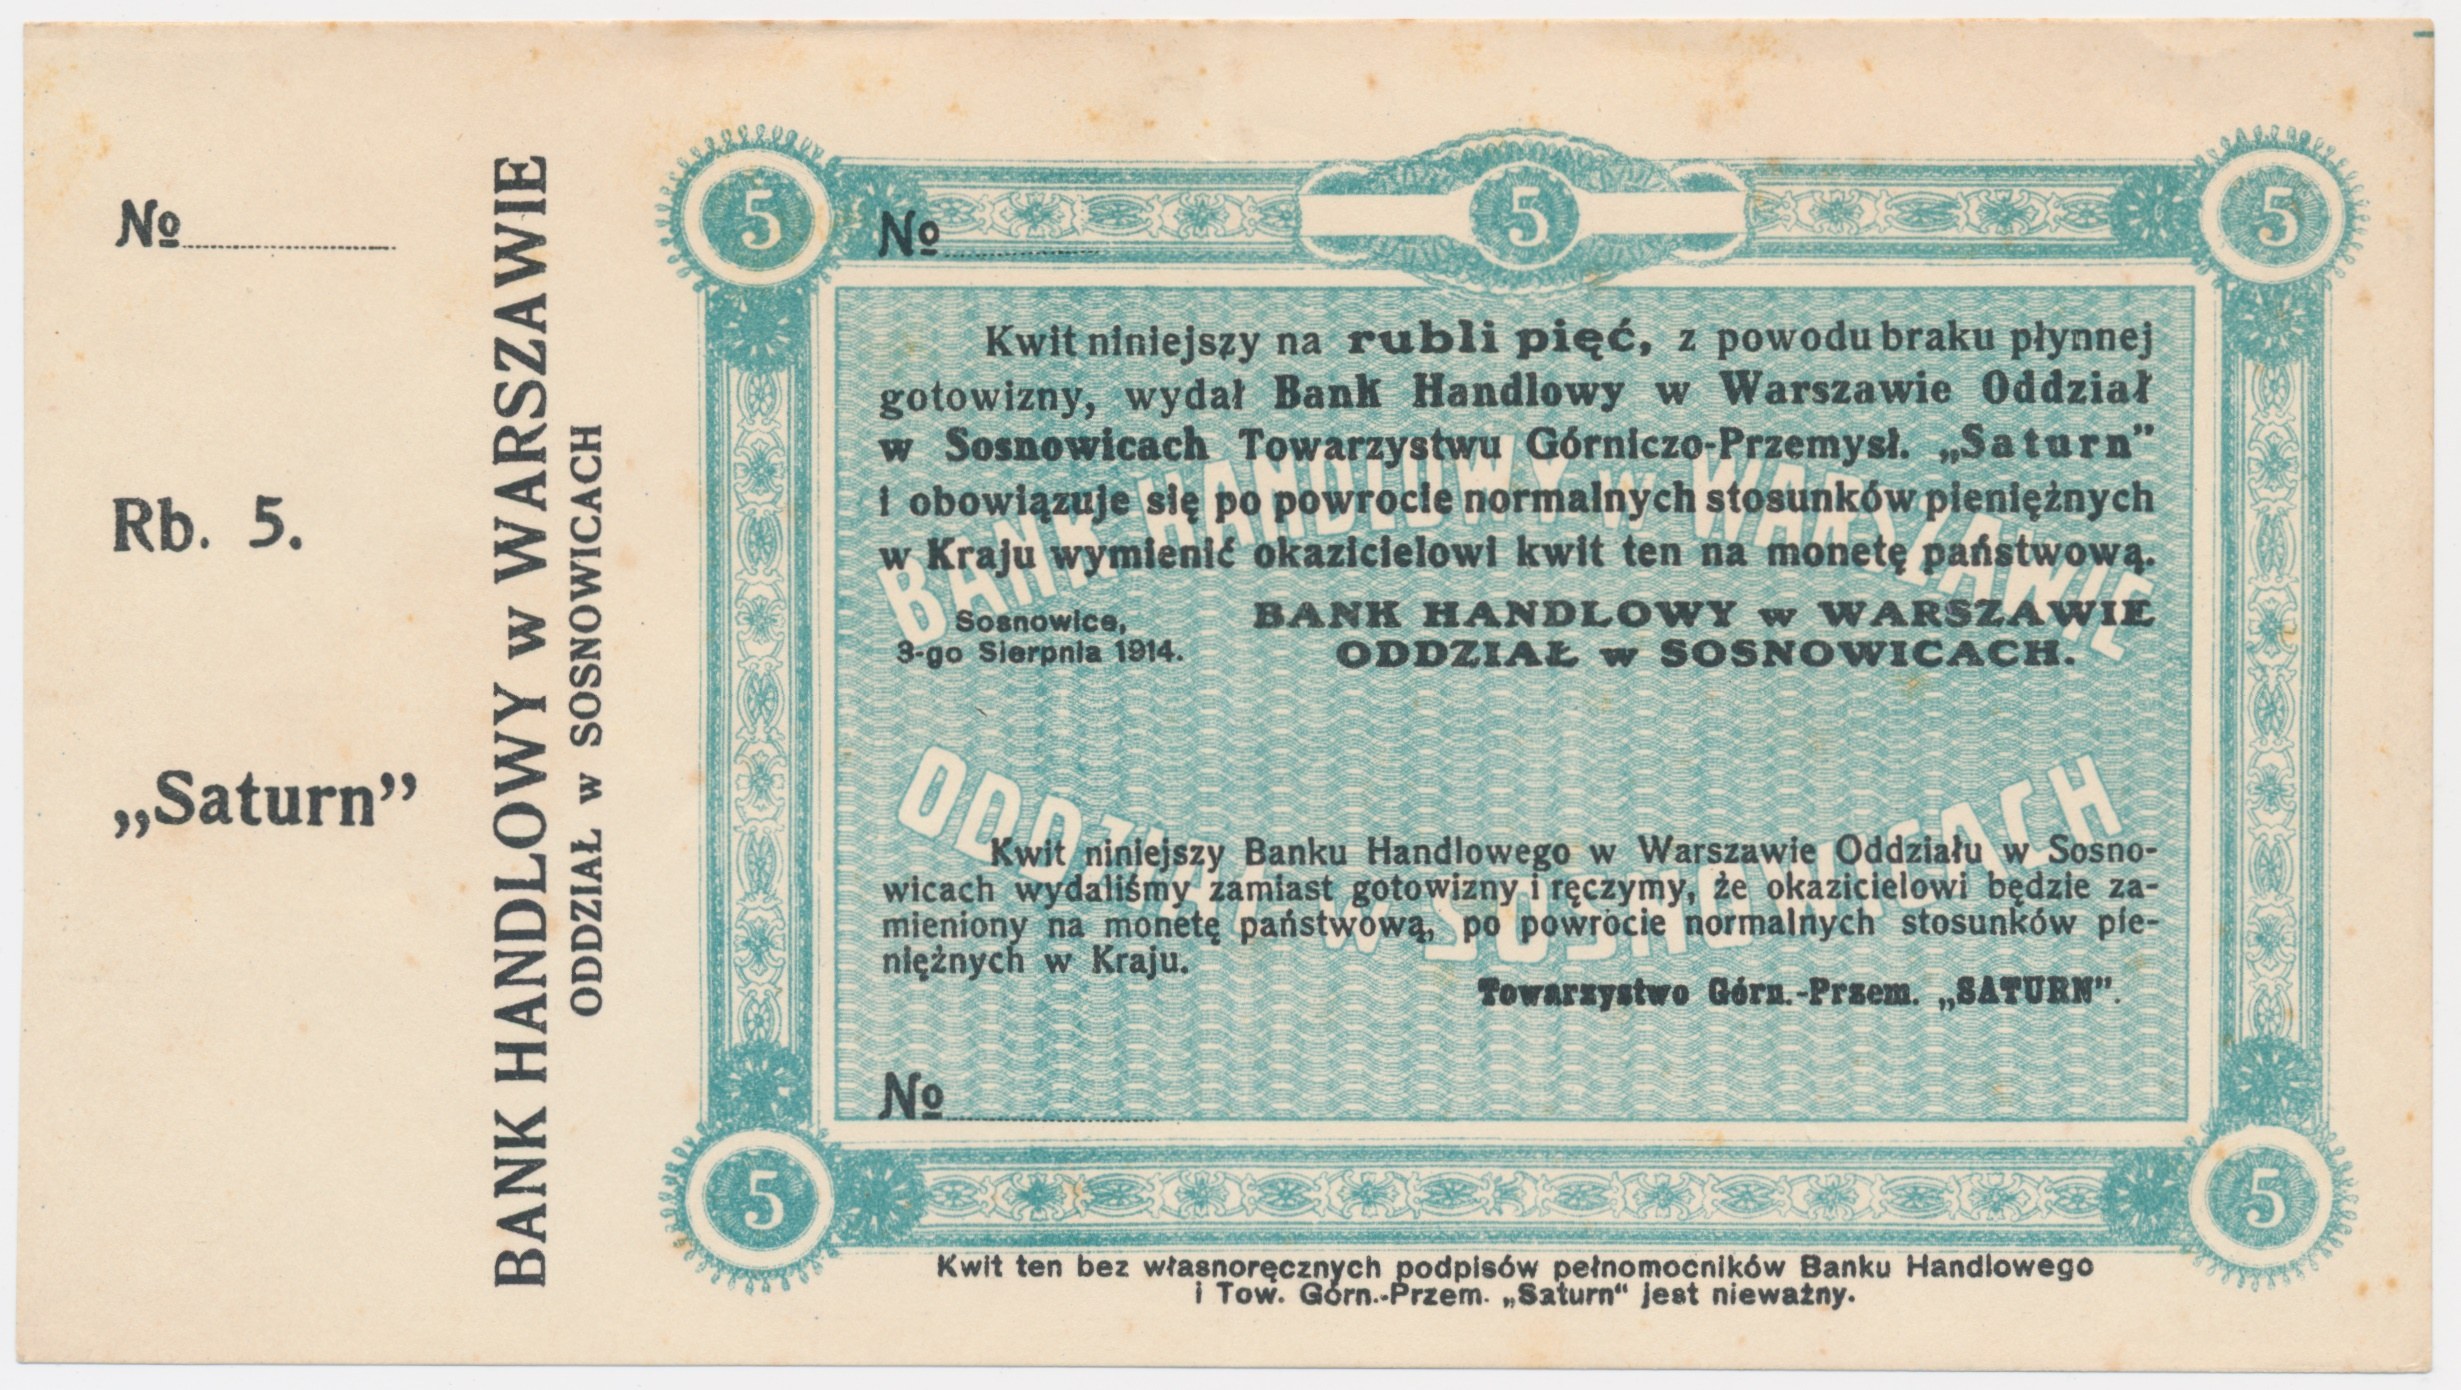 №
Rb. 5.
„Saturn”
BANK HANDLOWY w WARSZAWIE
ODDZIAŁ w SOSNOWICACH
5
5
5
№
Kwit niniejszy na rubli pięć, z powodu braku płynnej
gotowizny, wydał Bank Handlowy w Warszawie Oddział
w Sosnowicach Towarzystwu Górniczo-Przemysł. „Saturn”
i obowiązuje się po powrocie normalnych stosunków pieniężnych
w Kraju wymienić okazicielowi kwit ten na monetę państwową.
BANK HANDLOWY w WARSZAWIE
Sosnowice,
3-go Sierpnia 1914.
BANK HANDLOWY w WARSZAWIE
ODDZIAŁ w SOSNOWICACH.
ODDZIAŁ w SOSNOWICACH
Kwit niniejszy Banku Handlowego w Warszawie Oddziału w Sosno-
wicach wydaliśmy zamiast gotowizny i ręczymy, że okazicielowi będzie za-
mieniony na monetę państwową, po powrocie normalnych stosunków pie-
niężnych w Kraju.
Towarzystwo Górn.-Przem. „SATURN”.
№
5
5
Kwit ten bez własnoręcznych podpisów pełnomocników Banku Handlowego
i Tow. Górn.-Przem. „Saturn“ jest nieważny.